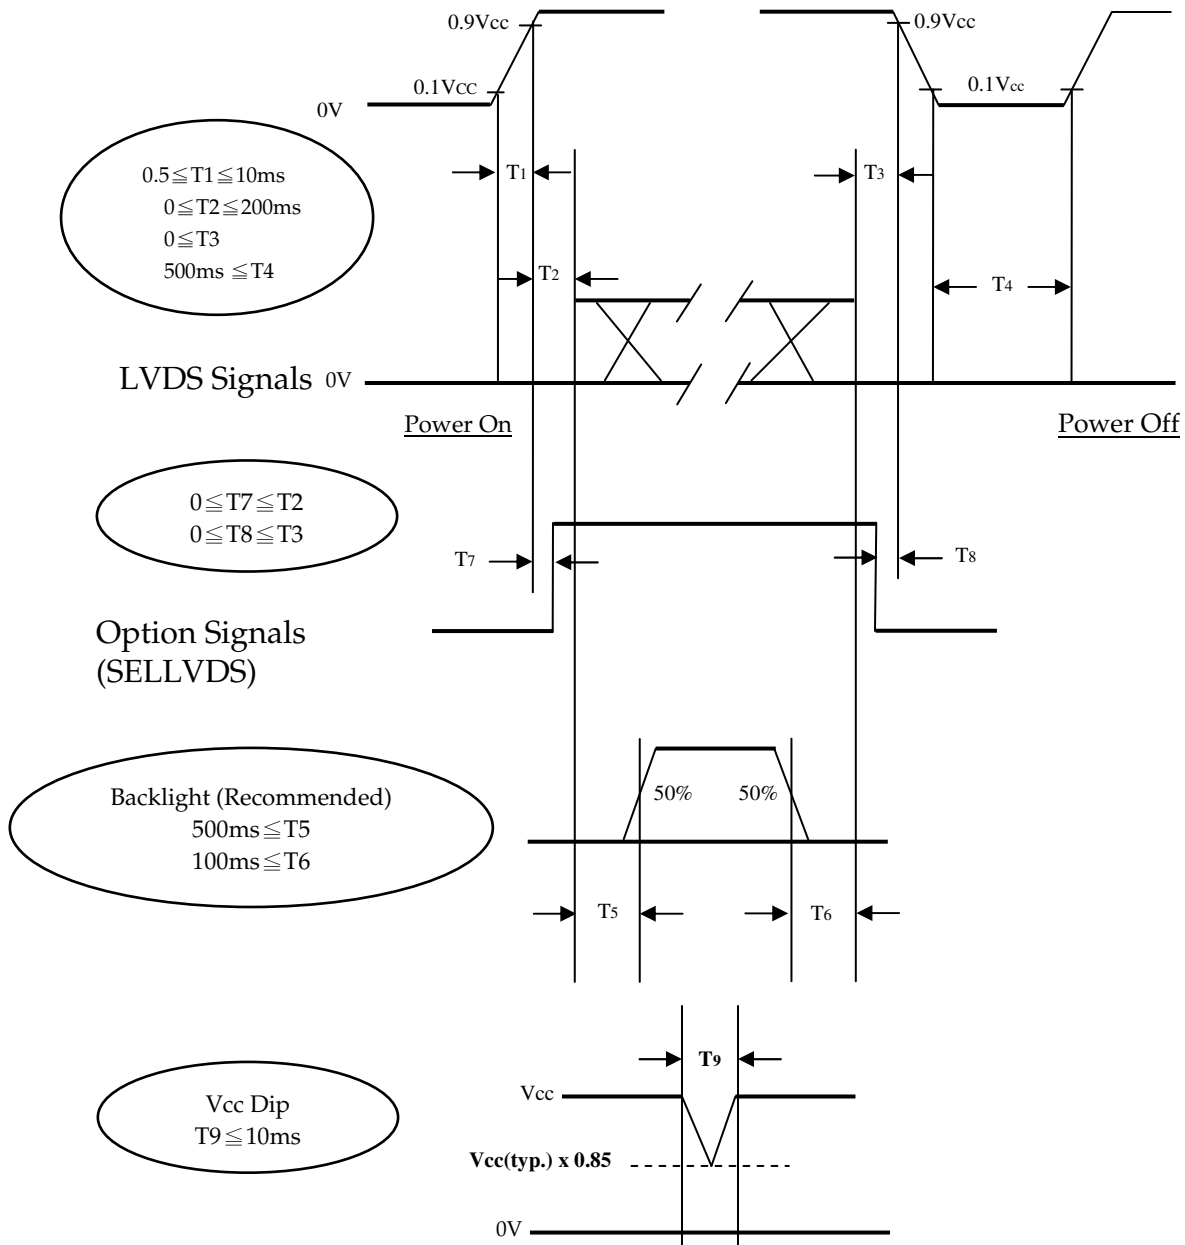 0.9Vcc
0.9Vcc
0.1VCC
0.1Vcc
0V
T1
T3
0.5≦T1≦10ms
0≦T2≦200ms
0≦T3
500ms ≦T4
T2
T4
LVDS Signals 0V
Power On
Power Off
0≦T7≦T2
0≦T8≦T3
T7
T8
Option Signals
(SELLVDS)
Backlight (Recommended)
500ms≦T5
100ms≦T6
50%
50%
T5
T6
T9
Vcc
Vcc Dip
T9≦10ms
Vcc(typ.) x 0.85
0V